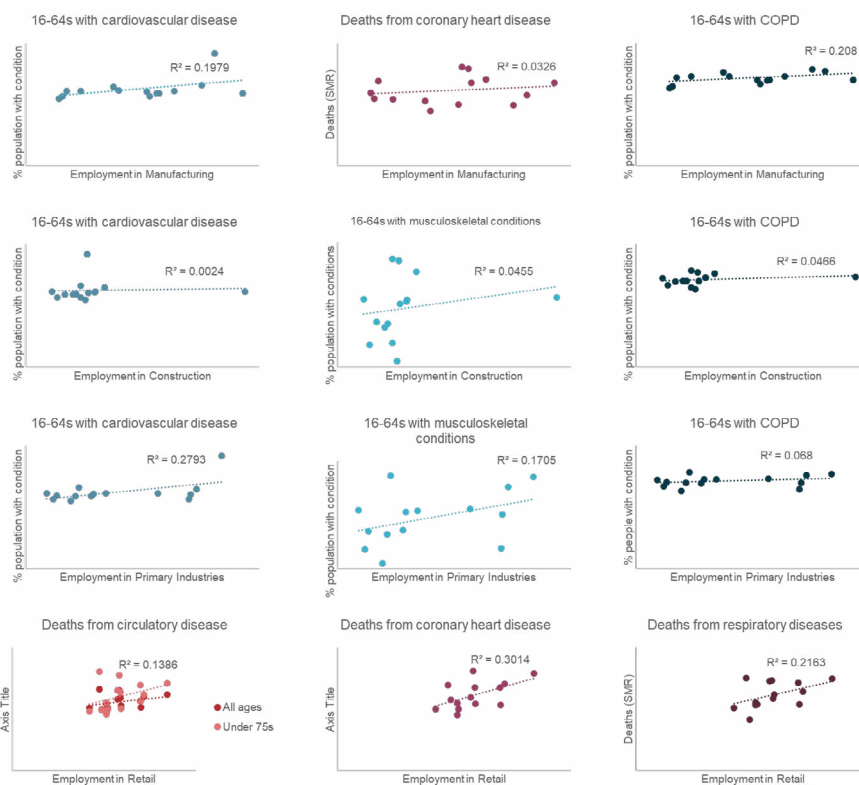 16-64s with cardiovascular disease
R² = 0.1979
% population with condition
Employment in Manufacturing
Deaths from coronary heart disease
R² = 0.0326
Deaths (SMR)
Employment in Manufacturing
16-64s with COPD
R² = 0.208
% population with condition
Employment in Manufacturing
16-64s with cardiovascular disease
R² = 0.0024
% population with condition
Employment in Construction
16-64s with musculoskeletal conditions
R² = 0.0455
% population with conditions
Employment in Construction
16-64s with COPD
R² = 0.0466
% population with condition
Employment in Construction
16-64s with cardiovascular disease
R² = 0.2793
% population with condition
Employment in Primary Industries
16-64s with musculoskeletal
conditions
R² = 0.1705
% population with condition
Employment in Primary Industries
16-64s with COPD
R² = 0.068
% people with condition
Employment in Primary Industries
Deaths from circulatory disease
R² = 0.1386
Axis Title
All ages
Under 75s
Employment in Retail
Deaths from coronary heart disease
R² = 0.3014
Axis Title
Employment in Retail
Deaths from respiratory diseases
R² = 0.2163
Deaths (SMR)
Employment in Retail